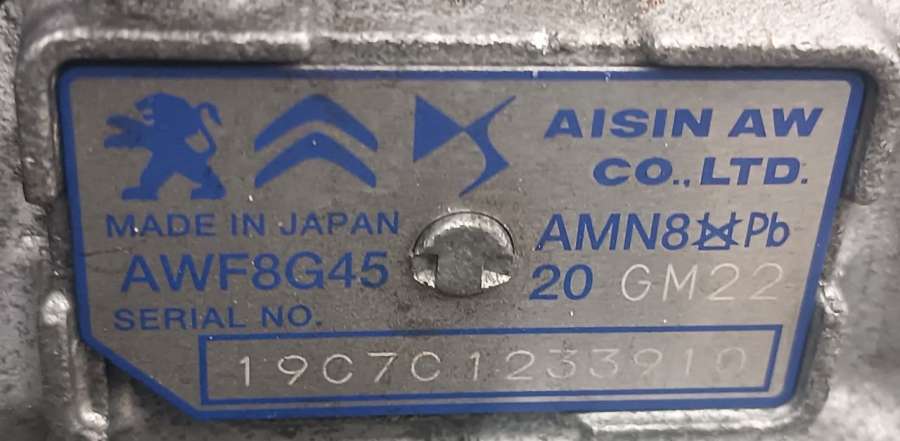 AISIN AW
CO., LTD.
MADE IN JAPAN
AMN8 Pb
AWF8G45
20 GM22
SERIAL NO.
19C7C1233910